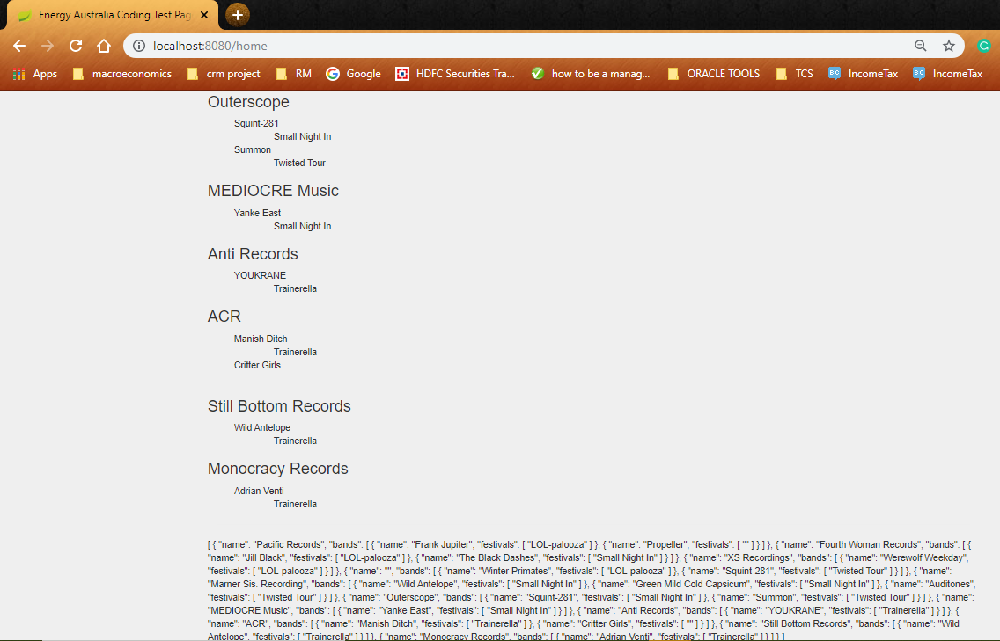 Energy Australia Coding Test Pag
localhost:8080/home
Apps macroeconomics crm project RM Google HDFC Securities Tra... how to be a manag... ORACLE TOOLS TCS IncomeTax IncomeTax
Outerscope
Squint-281
Small Night In
Summon
Twisted Tour
MEDIOCRE Music
Yanke East
Small Night In
Anti Records
YOUKRANE
Trainerella
ACR
Manish Ditch
Trainerella
Critter Girls
Still Bottom Records
Wild Antelope
Trainerella
Monocracy Records
Adrian Venti
Trainerella
[ { "name": "Pacific Records", "bands": [ { "name": "Frank Jupiter", "festivals": [ "LOL-palooza" ] }, { "name": "Propeller", "festivals": [ "" ] } ] }, { "name": "Fourth Woman Records", "bands": [ {
"name": "Jill Black", "festivals": [ "LOL-palooza" ] }, { "name": "The Black Dashes", "festivals": [ "Small Night In" ] } ] }, { "name": "XS Recordings", "bands": [ { "name": "Werewolf Weekday",
"festivals": [ "LOL-palooza" ] } ] }, { "name": "", "bands": [ { "name": "Winter Primates", "festivals": [ "LOL-palooza" ] }, { "name": "Squint-281", "festivals": [ "Twisted Tour" ] } ] }, { "name":
"Marner Sis. Recording", "bands": [ { "name": "Wild Antelope", "festivals": [ "Small Night In" ] }, { "name": "Green Mild Cold Capsicum", "festivals": [ "Small Night In" ] }, { "name": "Auditones",
"festivals": [ "Twisted Tour" ] } ] }, { "name": "Outerscope", "bands": [ { "name": "Squint-281", "festivals": [ "Small Night In" ] }, { "name": "Summon", "festivals": [ "Twisted Tour" ] } ] }, { "name":
"MEDIOCRE Music", "bands": [ { "name": "Yanke East", "festivals": [ "Small Night In" ] } ] }, { "name": "Anti Records", "bands": [ { "name": "YOUKRANE", "festivals": [ "Trainerella" ] } ] }, { "name":
"ACR", "bands": [ { "name": "Manish Ditch", "festivals": [ "Trainerella" ] }, { "name": "Critter Girls", "festivals": [ "" ] } ] }, { "name": "Still Bottom Records", "bands": [ { "name": "Wild
Antelope", "festivals": [ "Trainerella" ] } ] }, { "name": "Monocracy Records", "bands": [ { "name": "Adrian Venti", "festivals": [ "Trainerella" ] } ] } ]